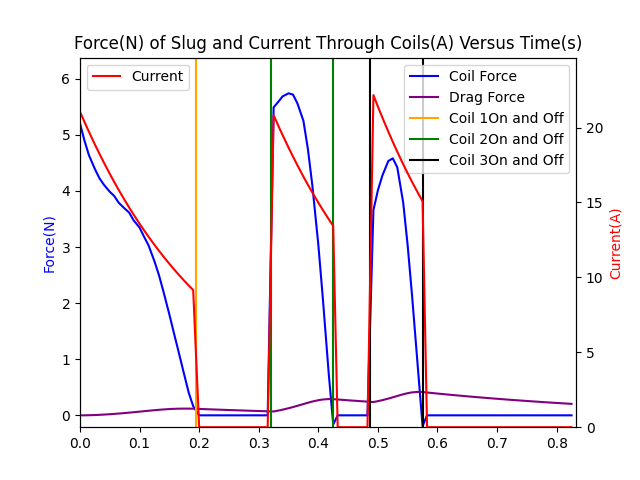 Force(N) of Slug and Current Through Coils(A) Versus Time(s)
Current
Coil Force
Drag Force
Coil 1On and Off
Coil 2On and Off
Coil 3On and Off
Force(N)
6
5
4
3
2
1
0
Current(A)
20
15
10
5
0
0.0 0.1 0.2 0.3 0.4 0.5 0.6 0.7 0.8